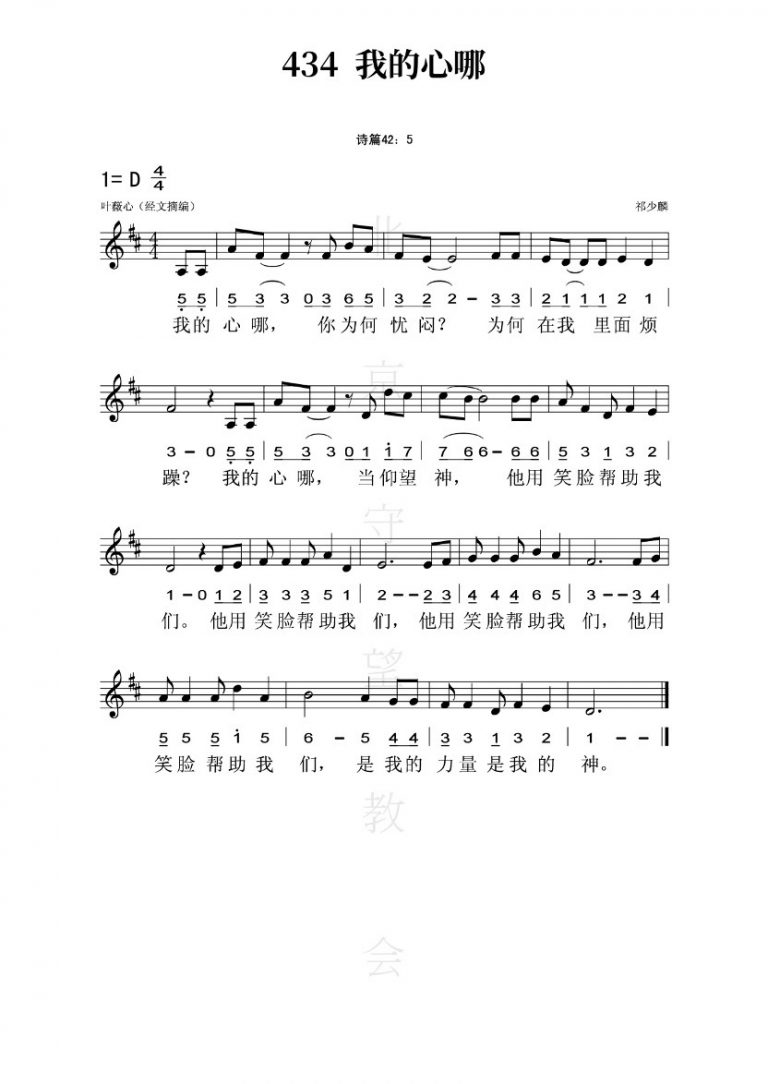 434 我的心哪
诗篇42：5
1= D 4/4
叶薇心（经文摘编） 祁少麟
5 5 | 5 3 3 0 3 6 5 | 3 2 2 - 3 3 | 2 1 1 1 2 1
我的 心 哪， 你为何 忧 闷？ 为何 在我 里面 烦
3 - 0 5 5 | 5 3 3 0 1 1 7 | 7 6 6 - 6 6 | 5 3 1 3 2
躁？ 我的 心 哪， 当仰望 神， 他用 笑脸帮助我
1 - 0 1 2 | 3 3 3 5 1 | 2 - - 2 3 | 4 4 4 6 5 | 3 - - 3 4
们。 他用 笑脸帮助我 们， 他用 笑脸帮助我 们， 他用
5 5 5 1 5 | 6 - 5 4 4 | 3 3 1 3 2 | 1 - - ‖
笑脸 帮助 我 们， 是 我的 力量是我 的 神。
北京守望教会